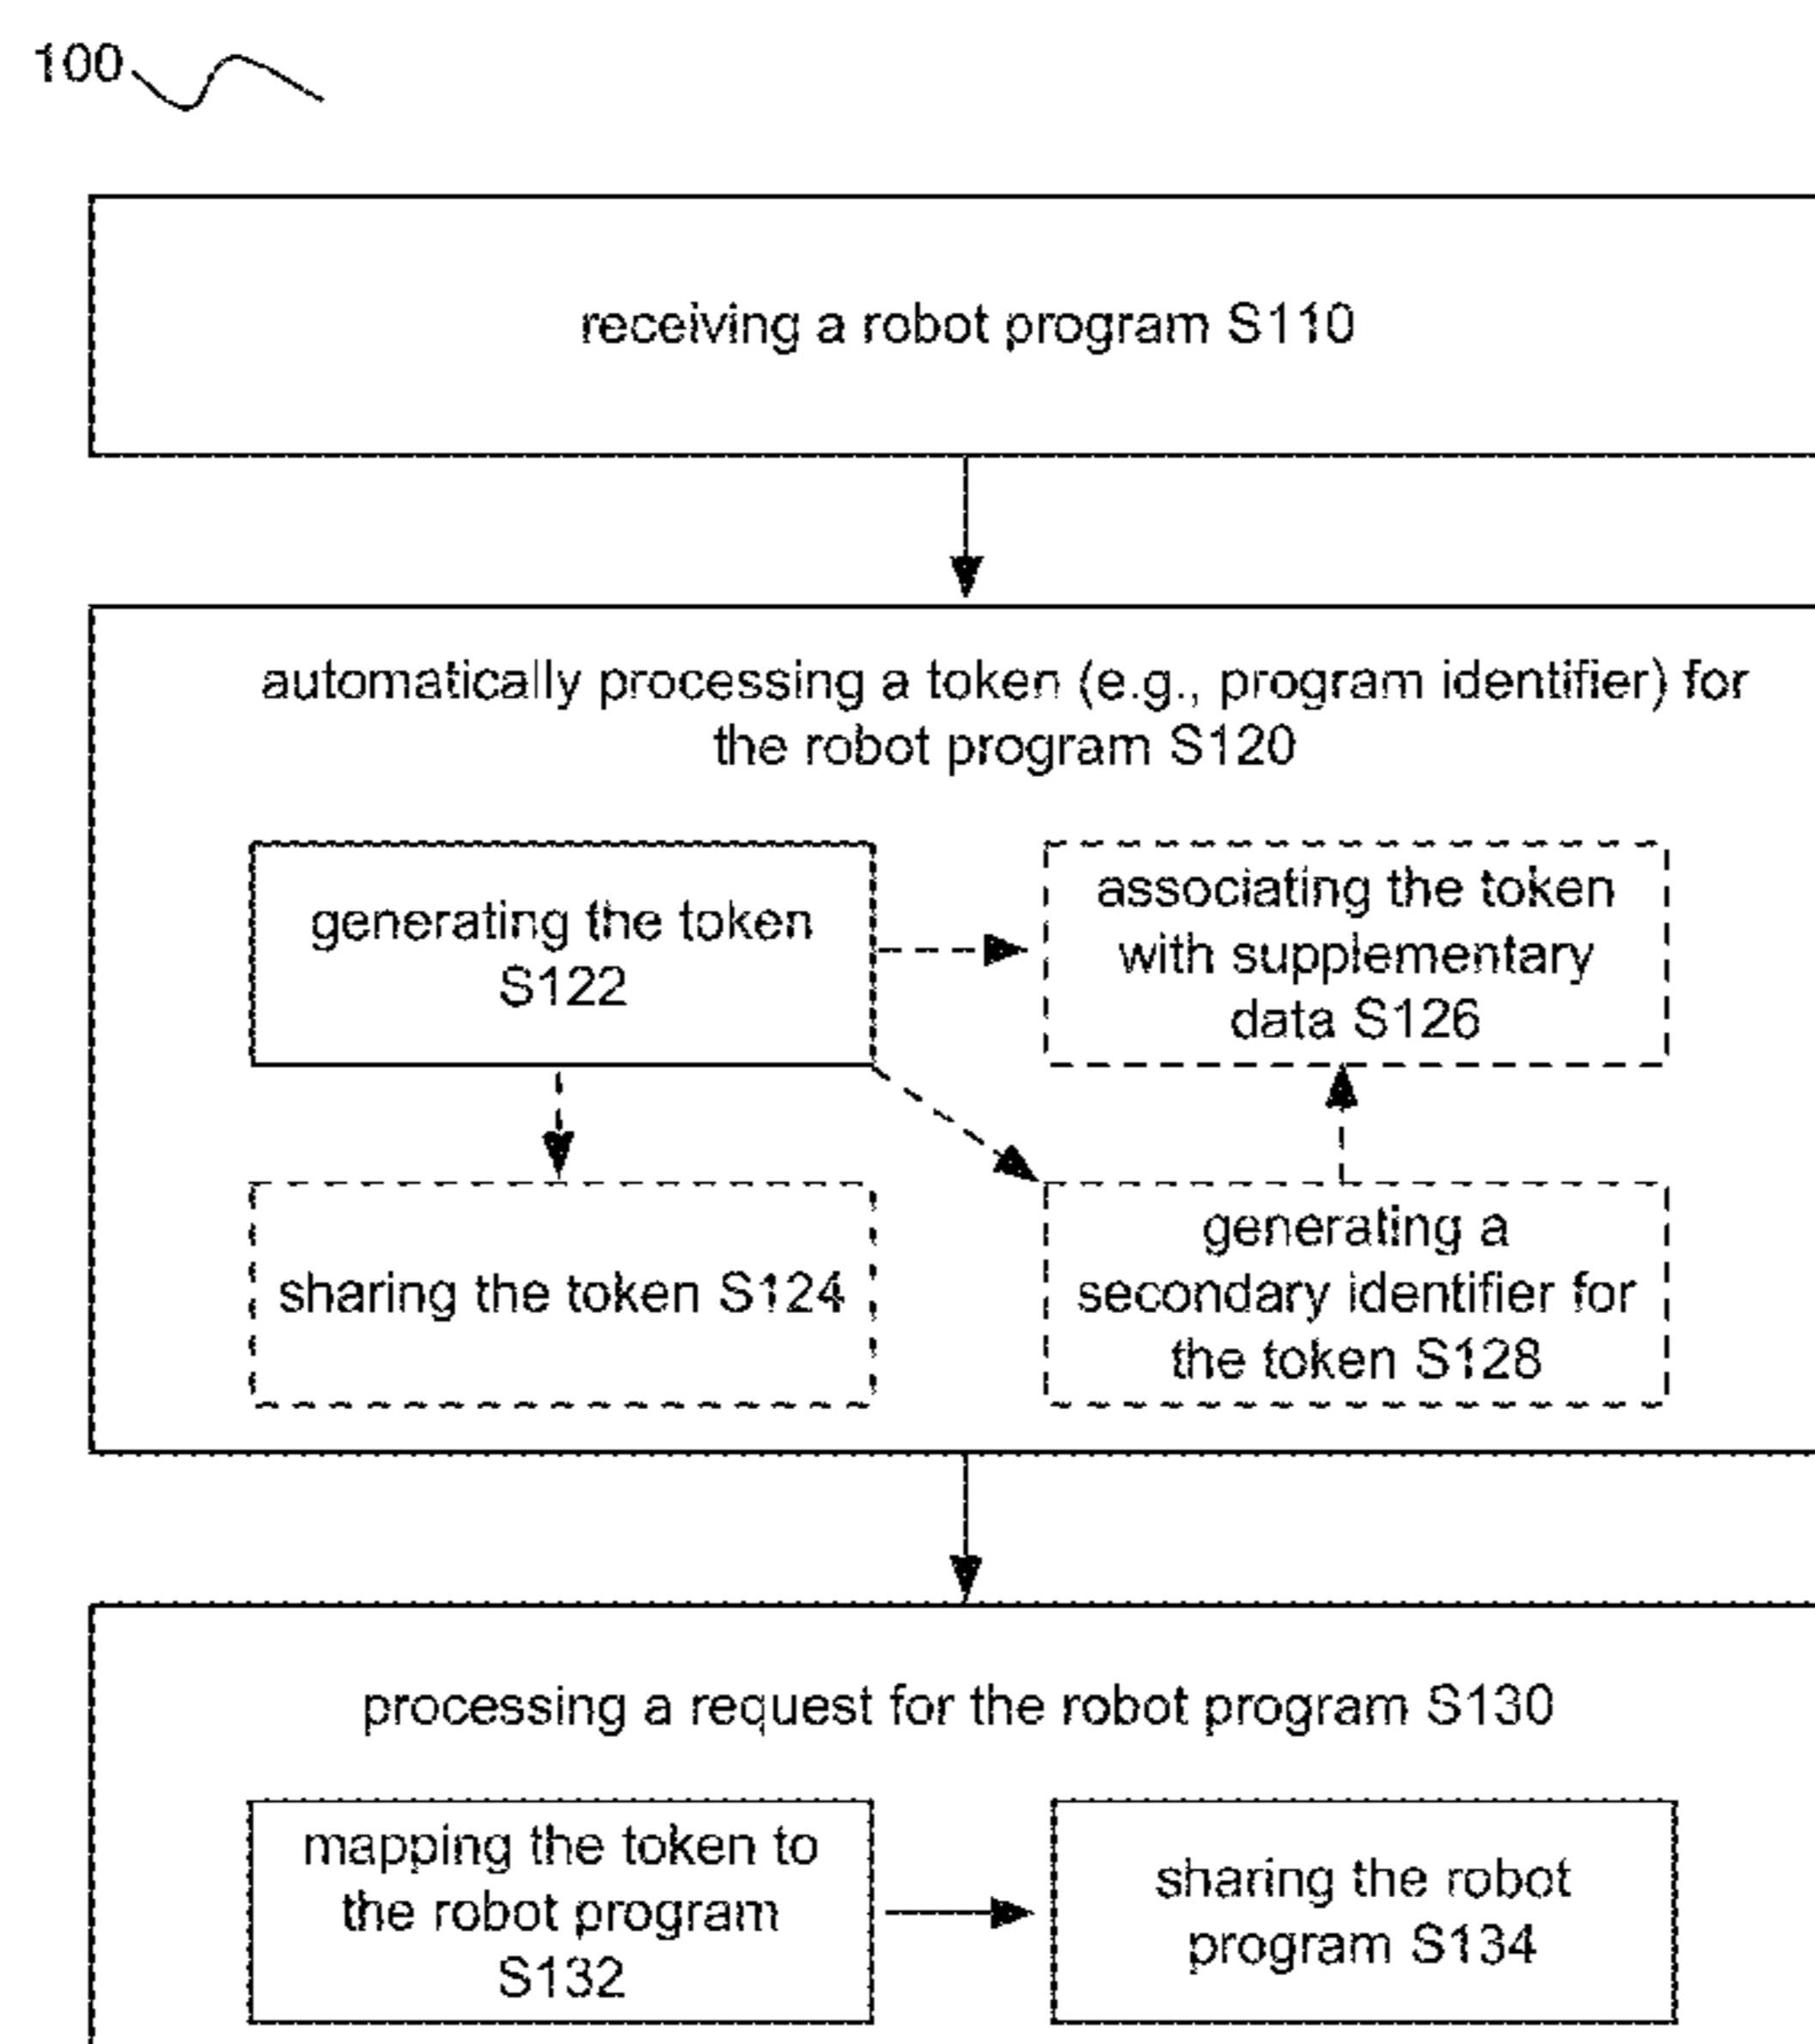 100
receiving a robot program S110
automatically processing a token (e.g., program identifier) for
the robot program S120
generating the token
S122
associating the token
with supplementary
data S126
sharing the token S124
generating a
secondary identifier for
the token S128
processing a request for the robot program S130
mapping the token to
the robot program
S132
sharing the robot
program S134